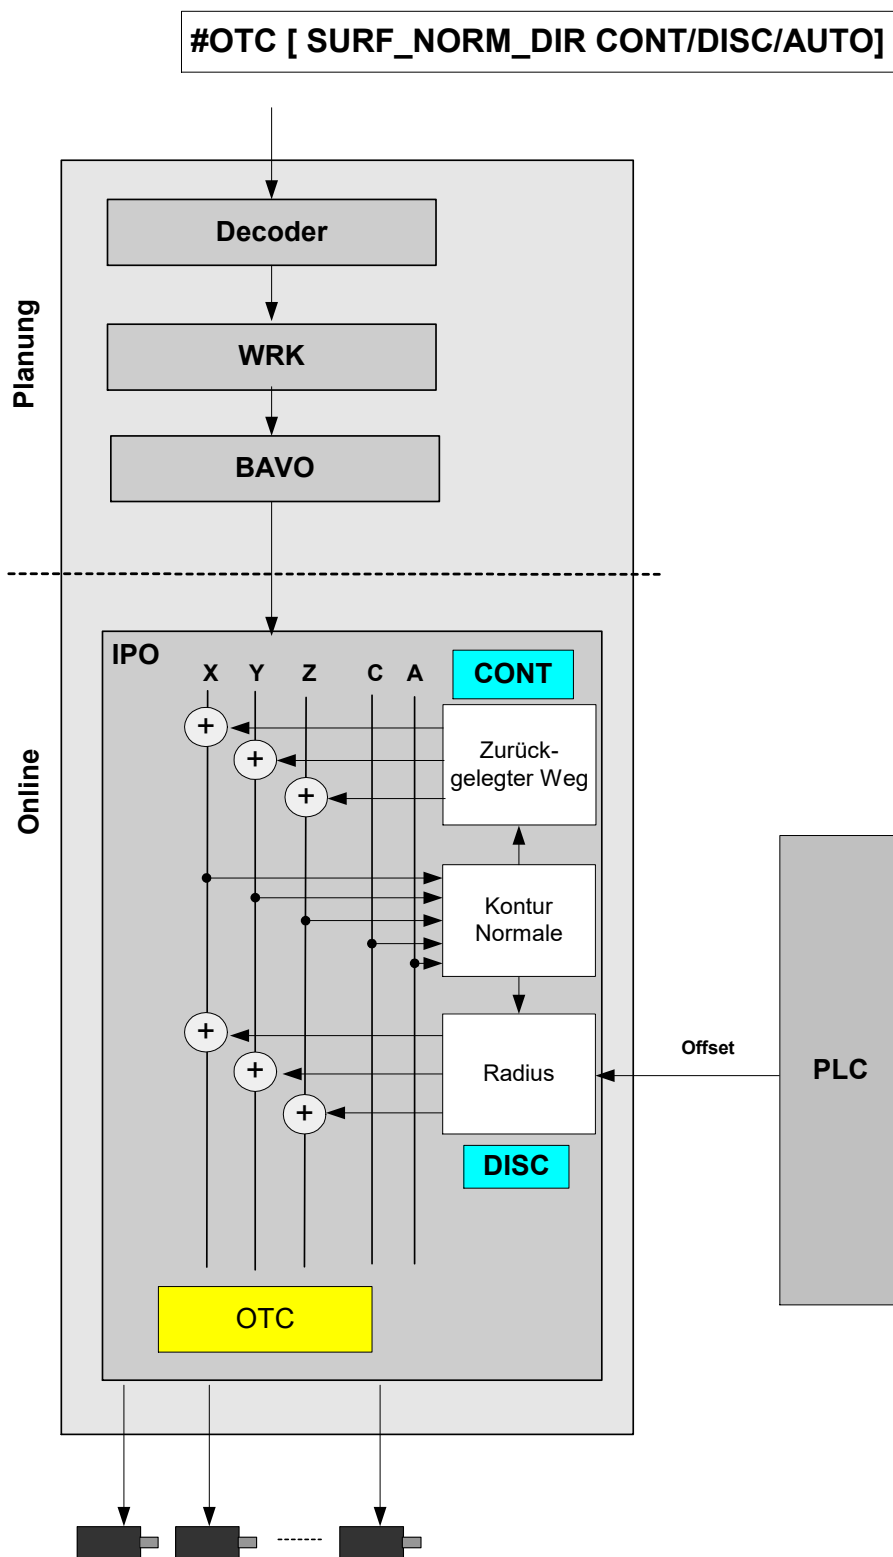 #OTC [ SURF_NORM_DIR CONT/DISC/AUTO]
Planung
Decoder
WRK
BAVO
Online
IPO
X Y Z C A
CONT
+
+
+
Zurück-
gelegter Weg
Kontur
Normale
+
+
+
Radius
Offset
PLC
DISC
OTC